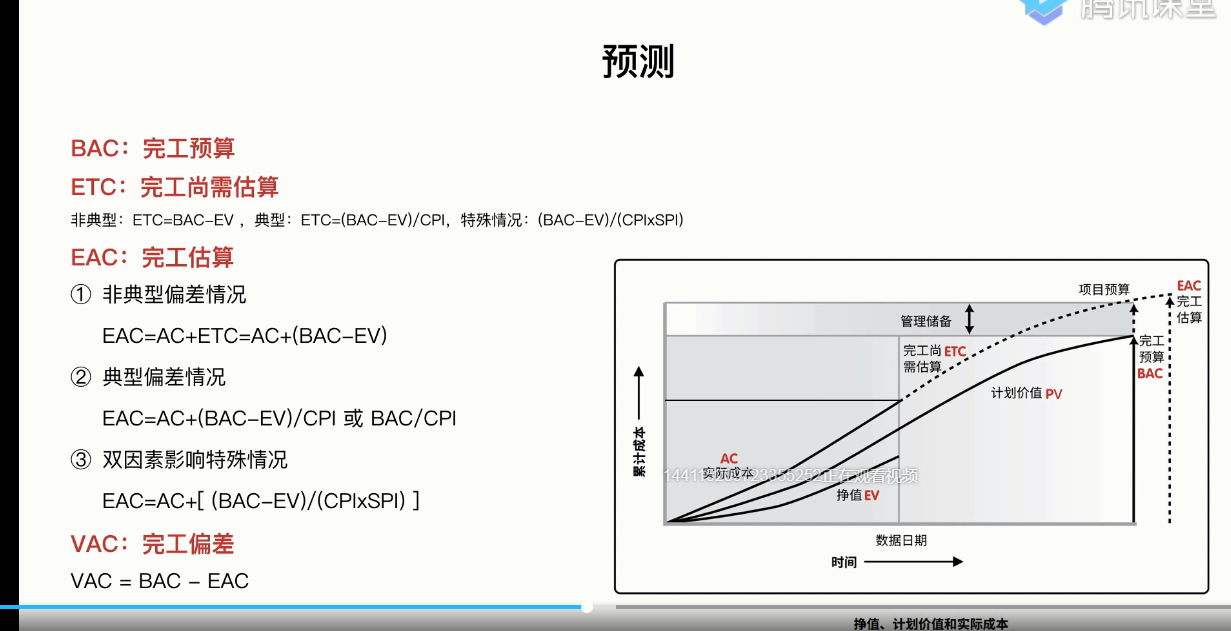 腾讯课堂
预测
BAC：完工预算
ETC：完工尚需估算
非典型：ETC=BAC-EV ，典型：ETC=(BAC-EV)/CPI，特殊情况：(BAC-EV)/(CPIxSPI)
EAC：完工估算
① 非典型偏差情况
EAC=AC+ETC=AC+(BAC-EV)
② 典型偏差情况
EAC=AC+(BAC-EV)/CPI 或 BAC/CPI
③ 双因素影响特殊情况
EAC=AC+[ (BAC-EV)/(CPIxSPI) ]
VAC：完工偏差
VAC = BAC - EAC
项目预算
EAC
完工
估算
管理储备
完工尚 ETC
需估算
完工
预算
BAC
计划价值 PV
累计成本
AC
实际成本
正在观看视频
挣值 EV
数据日期
时间
挣值、计划价值和实际成本